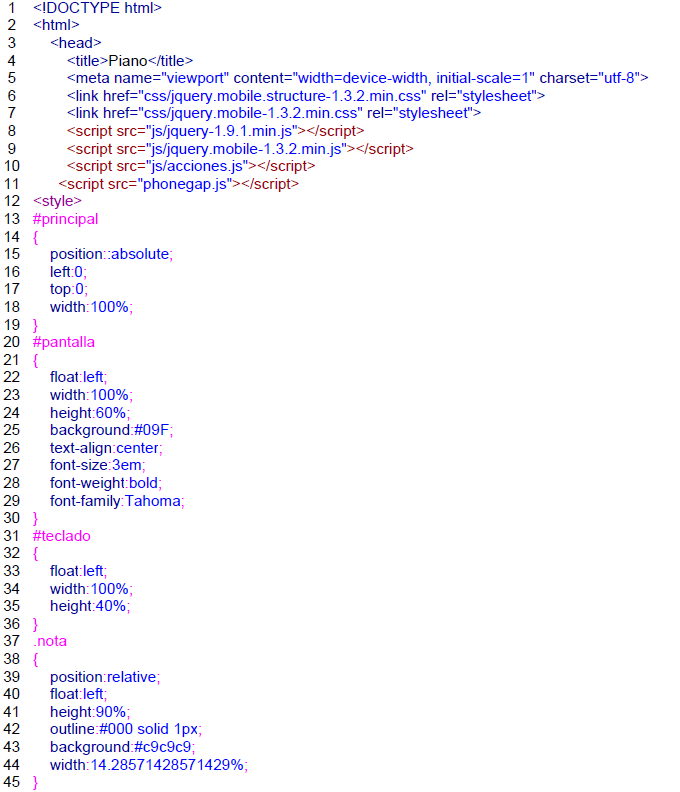 1 <!DOCTYPE html>
2 <html>
3 <head>
4 <title>Piano</title>
5 <meta name="viewport" content="width=device-width, initial-scale=1" charset="utf-8">
6 <link href="css/jquery.mobile.structure-1.3.2.min.css" rel="stylesheet">
7 <link href="css/jquery.mobile-1.3.2.min.css" rel="stylesheet">
8 <script src="js/jquery-1.9.1.min.js"></script>
9 <script src="js/jquery.mobile-1.3.2.min.js"></script>
10 <script src="js/acciones.js"></script>
11 <script src="phonegap.js"></script>
12 <style>
13 #principal
14 {
15 position::absolute;
16 left:0;
17 top:0;
18 width:100%;
19 }
20 #pantalla
21 {
22 float:left;
23 width:100%;
24 height:60%;
25 background:#09F;
26 text-align:center;
27 font-size:3em;
28 font-weight:bold;
29 font-family:Tahoma;
30 }
31 #teclado
32 {
33 float:left;
34 width:100%;
35 height:40%;
36 }
37 .nota
38 {
39 position:relative;
40 float:left;
41 height:90%;
42 outline:#000 solid 1px;
43 background:#c9c9c9;
44 width:14.28571428571429%;
45 }